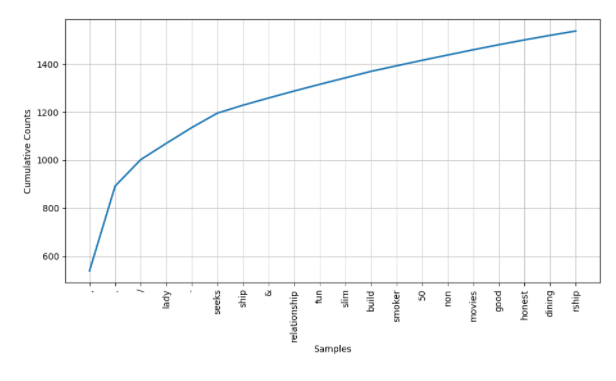 1400
1200
1000
800
600
Cumulative Counts
.
/
lady
-
seeks
ship
&
relationship
fun
slim
build
smoker
50
non
movies
good
honest
dining
rship
Samples